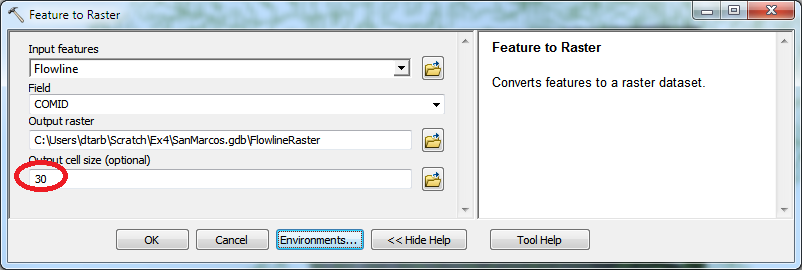 Feature to Raster
Input features
Flowline
Field
COMID
Output raster
C:\Users\dtarb\Scratch\Ex4\SanMarcos.gdb\FlowlineRaster
Output cell size (optional)
30
Feature to Raster
Converts features to a raster dataset.
OK
Cancel
Environments...
<< Hide Help
Tool Help